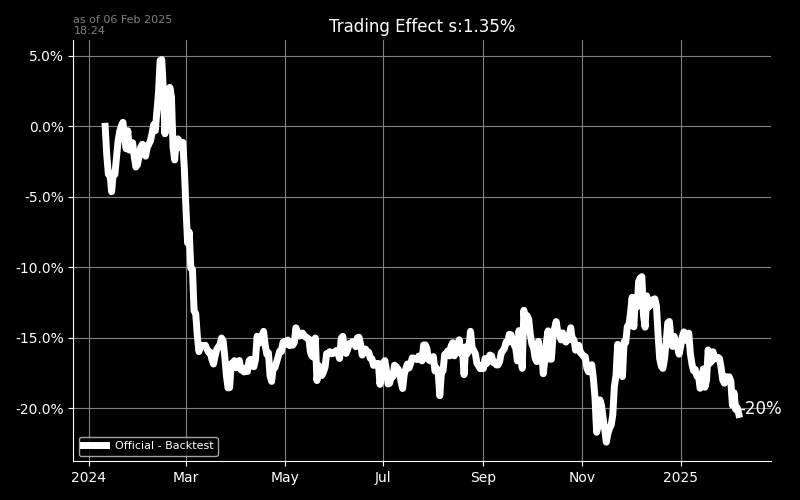 as of 06 Feb 2025
18:24
Trading Effect s:1.35%
5.0%
0.0%
-5.0%
-10.0%
-15.0%
-20.0%
-20%
Official - Backtest
2024 Mar May Jul Sep Nov 2025